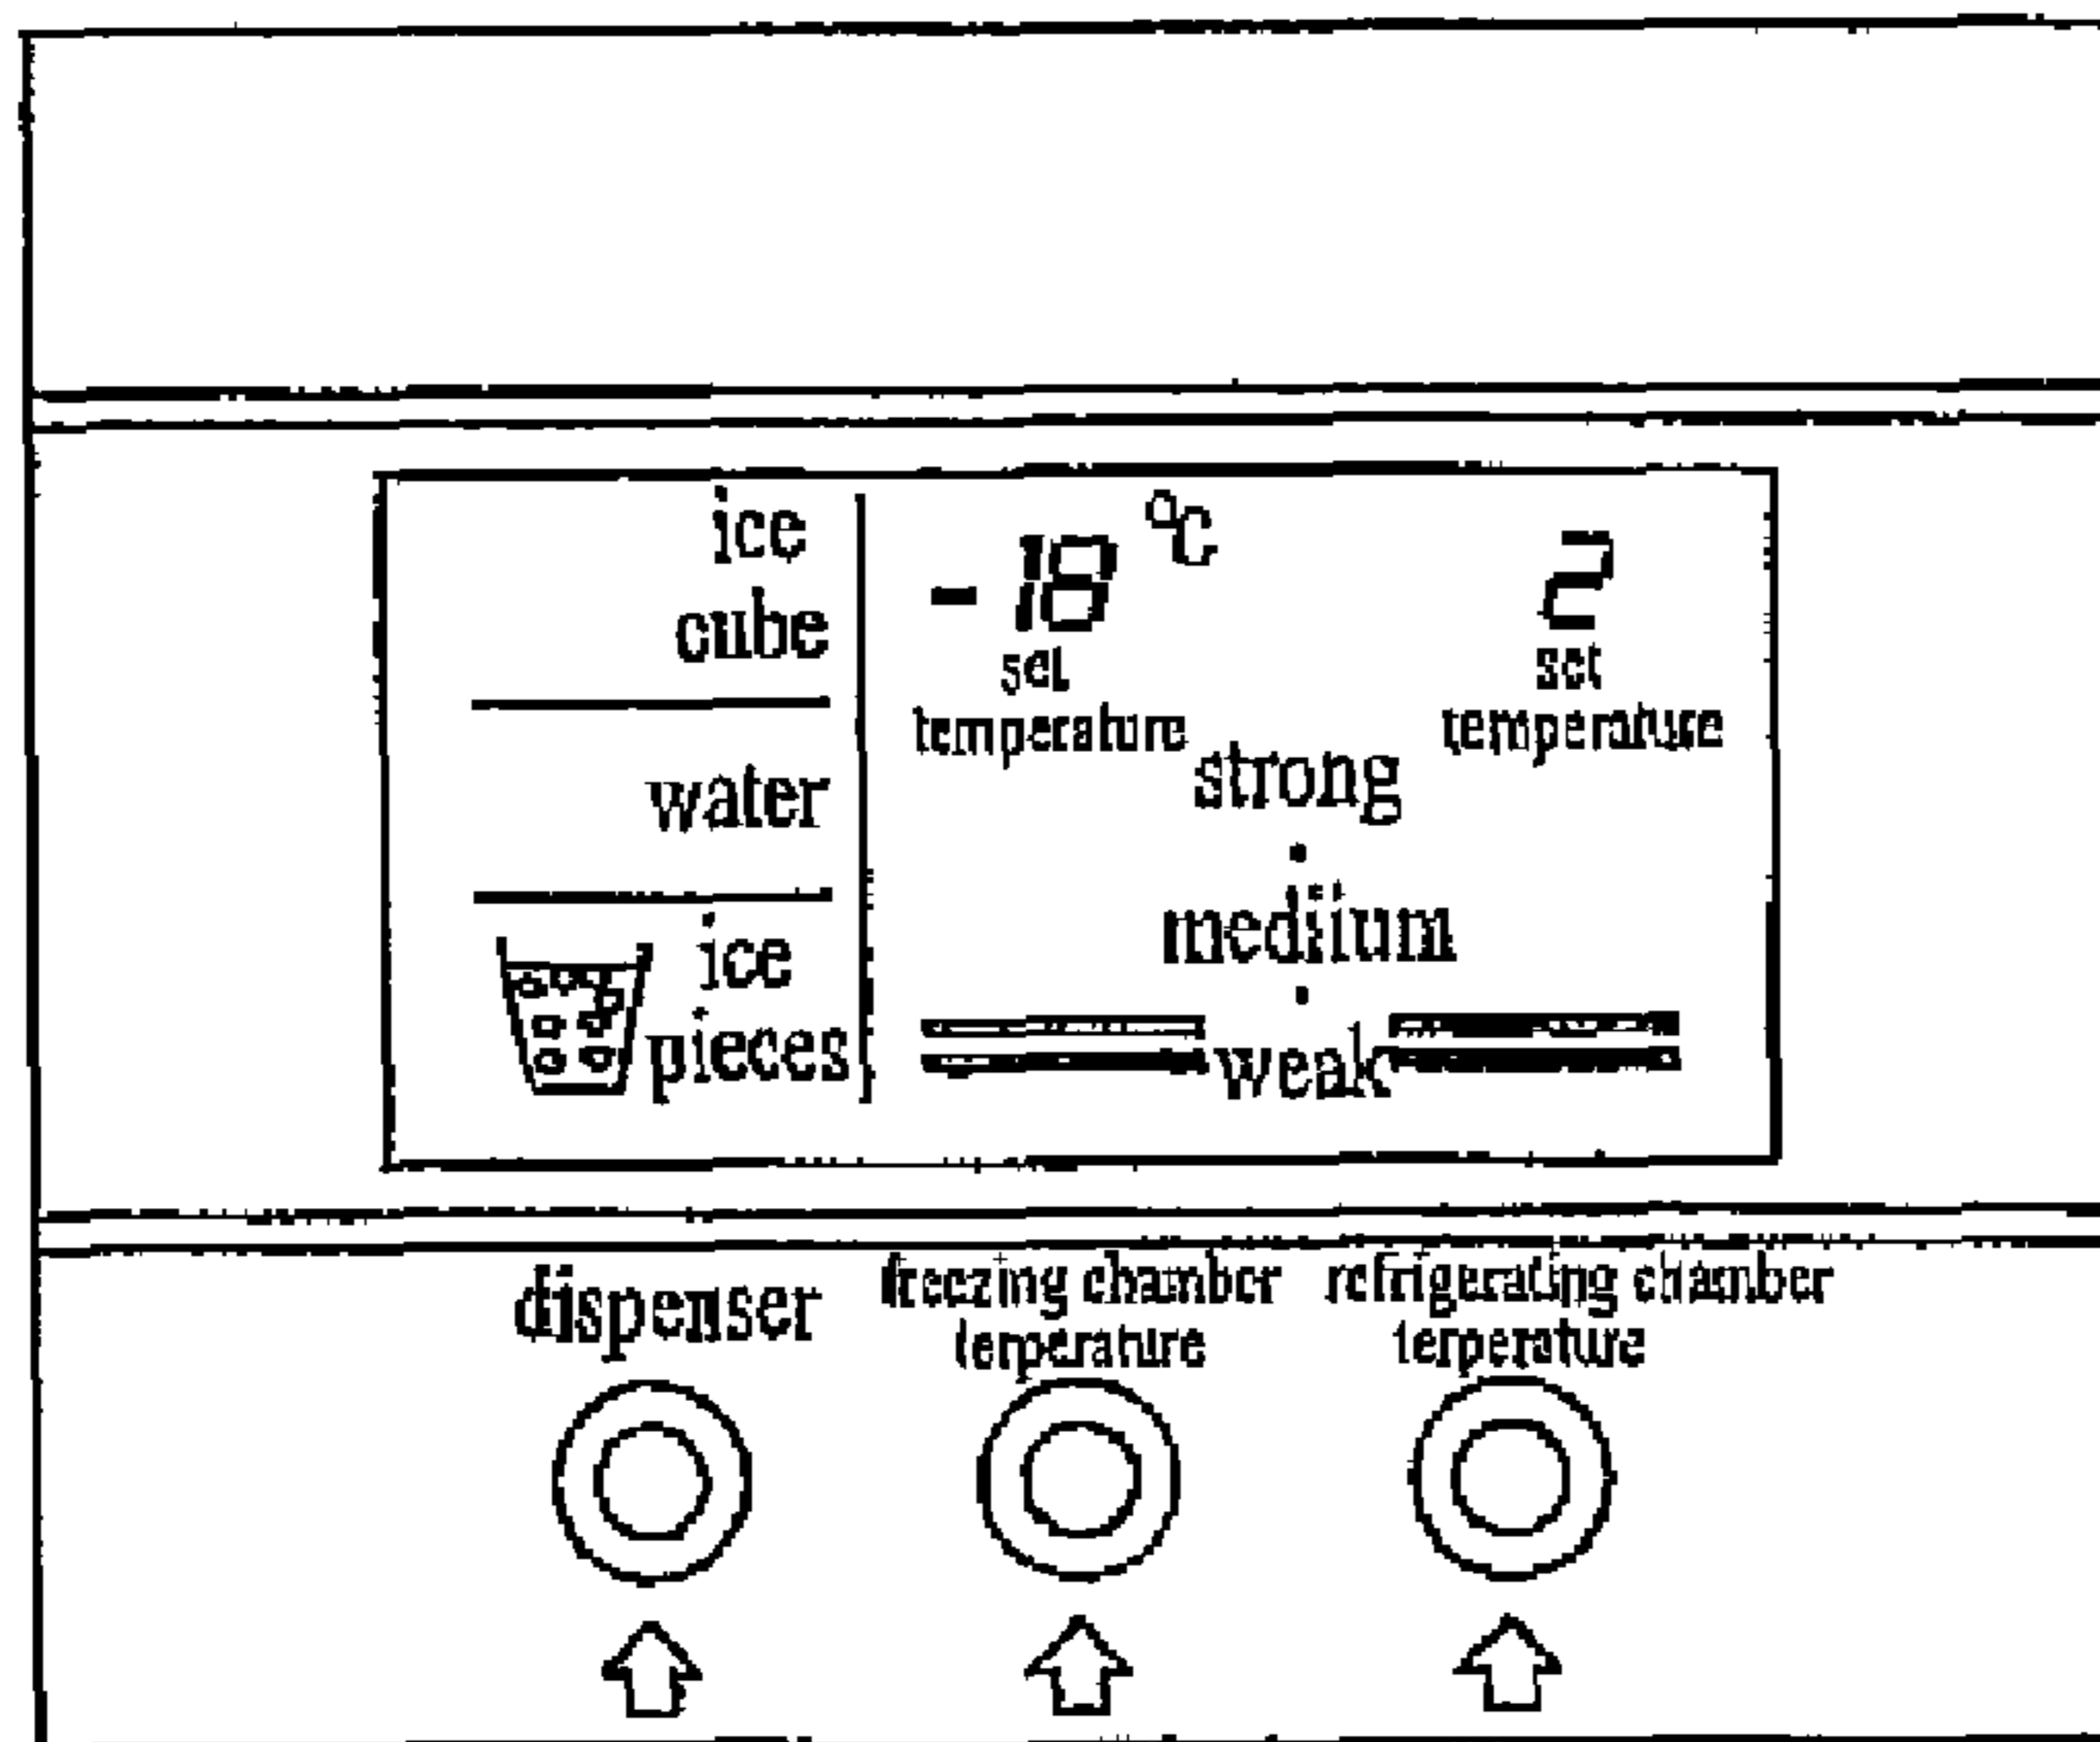 ice
cube
water
ice
pieces
-18 °C
set
temperature
2
set
temperature
strong
·
medium
·
weak
dispenser
freezing chamber
terperature
refrigerating chamber
terperature